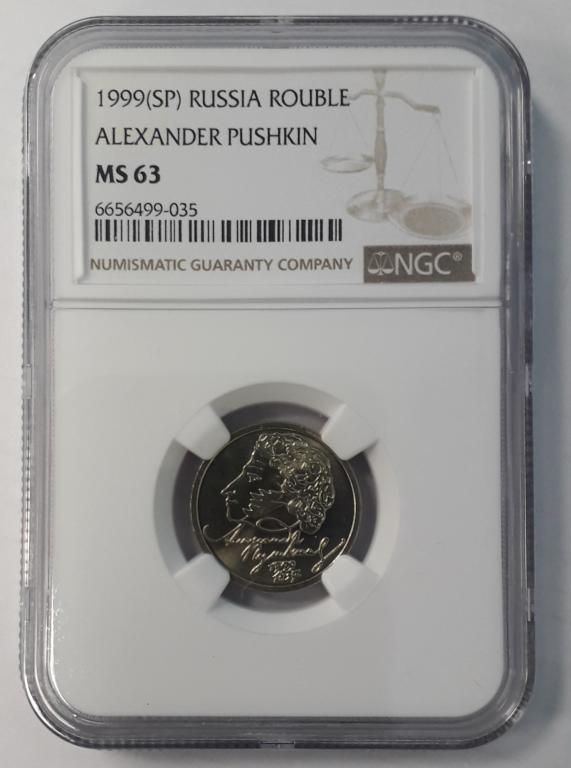 1999(SP) RUSSIA ROUBLE
ALEXANDER PUSHKIN
MS 63
6656499-035
NUMISMATIC GUARANTY COMPANY
NGC®